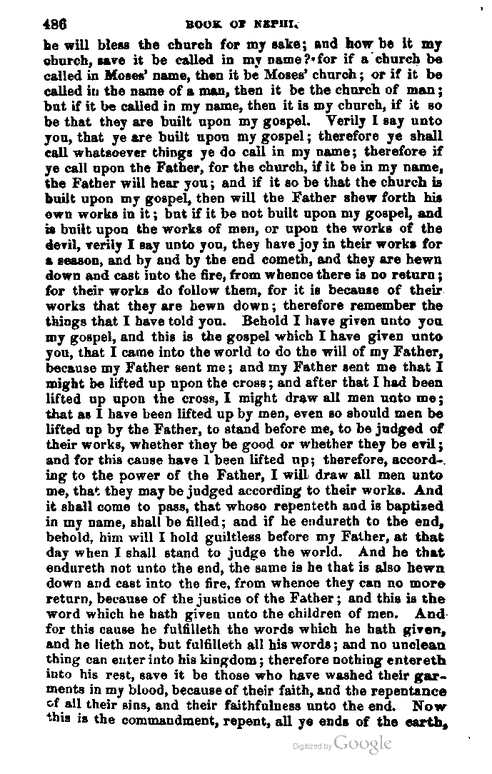 486 BOOK OF NEPHI.
he will bless the church for my sake; and how be it my
church, save it be called in my name? for if a church be
called in Moses' name, then it be Moses' church; or if it be
called in the name of a man, then it be the church of man;
but if it be called in my name, then it is my church, if it so
be that they are built upon my gospel. Verily I say unto
you, that ye are built upon my gospel; therefore ye shall
call whatsoever things ye do call in my name; therefore if
ye call upon the Father, for the church, if it be in my name,
the Father will hear you; and if it so be that the church is
built upon my gospel, then will the Father shew forth his
own works in it; but if it be not built upon my gospel, and
is built upon the works of men, or upon the works of the
devil, verily I say unto you, they have joy in their works for
a season, and by and by the end cometh, and they are hewn
down and cast into the fire, from whence there is no return;
for their works do follow them, for it is because of their
works that they are hewn down; therefore remember the
things that I have told you. Behold I have given unto you
my gospel, and this is the gospel which I have given unto
you, that I came into the world to do the will of my Father,
because my Father sent me; and my Father sent me that I
might be lifted up upon the cross; and after that I had been
lifted up upon the cross, I might draw all men unto me;
that as I have been lifted up by men, even so should men be
lifted up by the Father, to stand before me, to be judged of
their works, whether they be good or whether they be evil;
and for this cause have I been lifted up; therefore, accord-
ing to the power of the Father, I will draw all men unto
me, that they may be judged according to their works. And
it shall come to pass, that whoso repenteth and is baptized
in my name, shall be filled; and if he endureth to the end,
behold, him will I hold guiltless before my Father, at that
day when I shall stand to judge the world. And he that
endureth not unto the end, the same is he that is also hewn
down and cast into the fire, from whence they can no more
return, because of the justice of the Father; and this is the
word which he hath given unto the children of men. And
for this cause he fulfilleth the words which he hath given,
and he lieth not, but fulfilleth all his words; and no unclean
thing can enter into his kingdom; therefore nothing entereth
into his rest, save it be those who have washed their gar-
ments in my blood, because of their faith, and the repentance
of all their sins, and their faithfulness unto the end. Now
this is the commandment, repent, all ye ends of the earth,
Digitized by Google